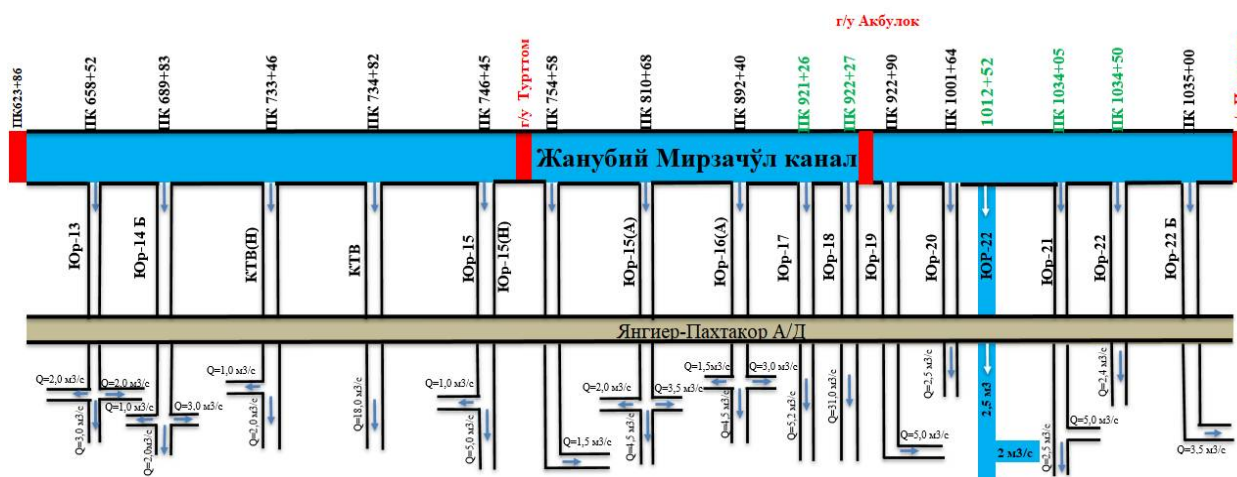 г/у Акбулок
ПК623+86
ПК 658+52
ПК 689+83
ПК 733+46
ПК 734+82
ПК 746+45
г/у Турттом
ПК 754+58
ПК 810+68
ПК 892+40
ПК 921+26
ПК 922+27
ПК 922+90
ПК 1001+64
1012+52
ПК 1034+05
ПК 1034+50
ПК 1035+00
Жанубий Мирзачўл канал
Юр-13
Юр-14 Б
КТВ(Н)
КТВ
Юр-15
Юр-15(Н)
Юр-15(А)
Юр-16(А)
Юр-17
Юр-18
Юр-19
Юр-20
ЮР-22
Юр-21
Юр-22
Юр-22 Б
Янгиер-Пахтакор А/Д
Q=2,0 м3/с
Q=2,0 м3/с
Q=3,0 м3/с
Q=1,0 м3/с
Q=3,0 м3/с
Q=2,0м3/с
Q=1,0 м3/с
Q=2,0 м3/с
Q=18,0 м3/с
Q=1,0 м3/с
Q=5,0 м3/с
Q=1,5 м3/с
Q=2,0 м3/с
Q=3,5 м3/с
Q=4,5 м3/с
Q=1,5м3/с
Q=3,0 м3/с
Q=4,5 м3/с
Q=5,2 м3/с
Q=31,0 м3/с
Q=5,0 м3/с
Q=2,5 м3/с
2,5 м3
2 м3/с
Q=2,5 м3/с
Q=5,0 м3/с
Q=2,4 м3/с
Q=3,5 м3/с